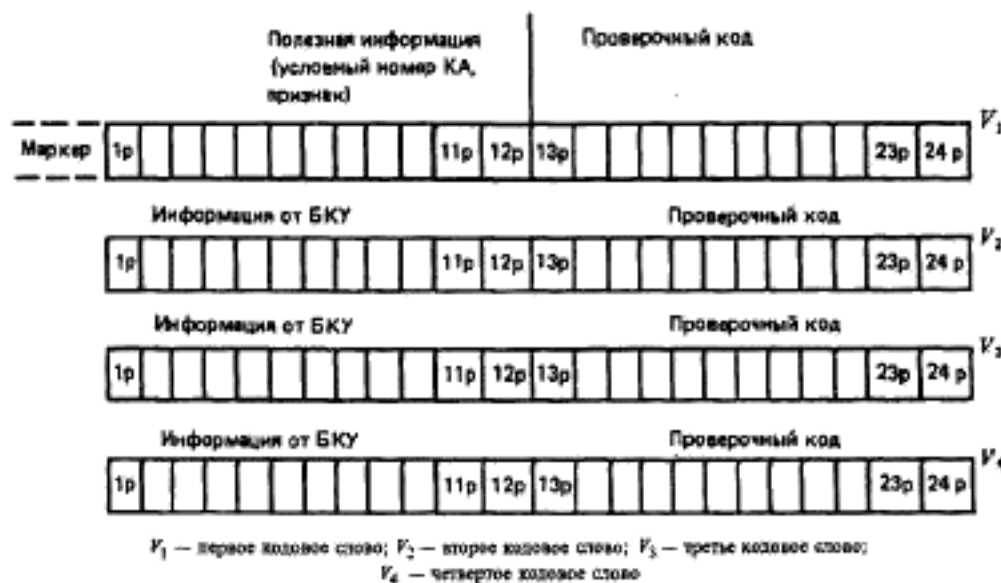 Полезная информация
(условный номер КА,
признак)
Проверочный код
Маркер 1р 11р 12р 13р 23р 24 р V₁
Информация от БКУ Проверочный код
1р 11р 12р 13р 23р 24 р V₂
Информация от БКУ Проверочный код
1р 11р 12р 13р 23р 24 р V₃
Информация от БКУ Проверочный код
1р 11р 12р 13р 23р 24 р V₄
V₁ — первое кодовое слово; V₂ — второе кодовое слово; V₃ — третье кодовое слово;
V₄ — четвертое кодовое слово